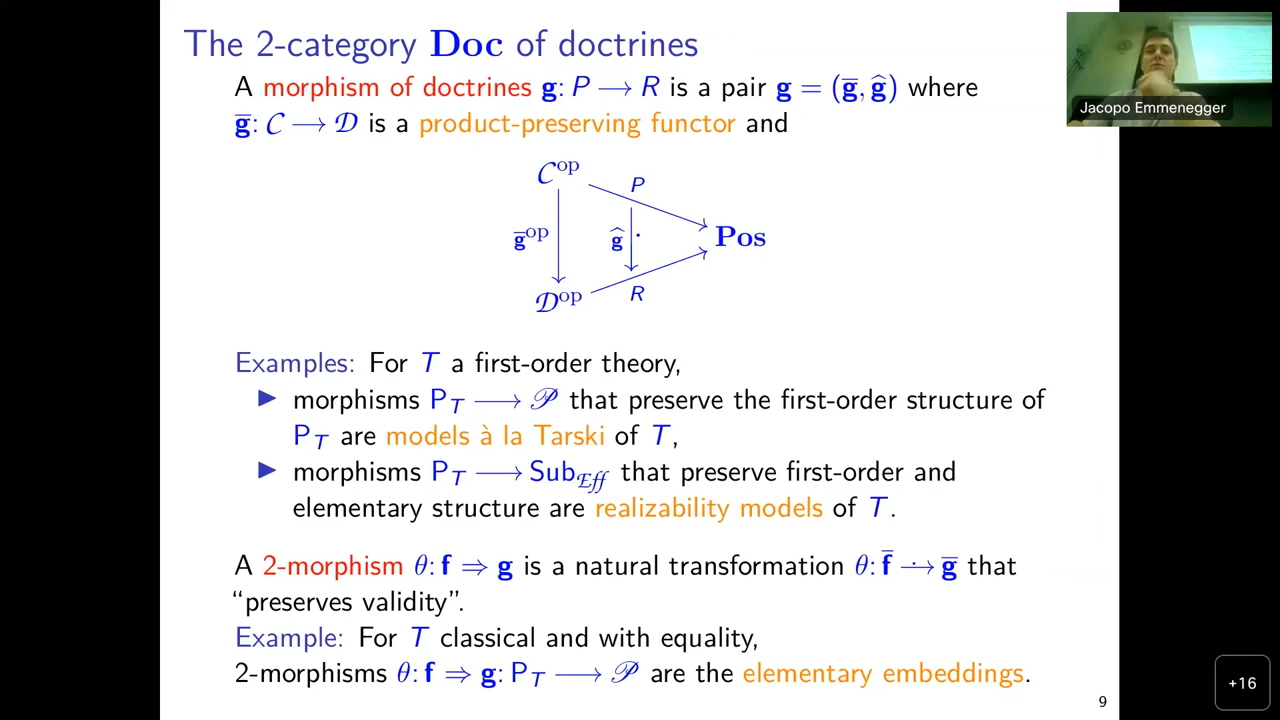 The 2-category Doc of doctrines
A morphism of doctrines g: P ⟶ R is a pair g = (g̅, ĝ) where
g̅: C ⟶ D is a product-preserving functor and
C^op
P
g̅^op
ĝ
Pos
D^op
R
Examples: For T a first-order theory,
▶ morphisms P_T ⟶ 𝒫 that preserve the first-order structure of
P_T are models à la Tarski of T,
▶ morphisms P_T ⟶ Sub_Eff that preserve first-order and
elementary structure are realizability models of T.
A 2-morphism θ: f ⇒ g is a natural transformation θ: f̅ ⟶̇ g̅ that
“preserves validity”.
Example: For T classical and with equality,
2-morphisms θ: f ⇒ g: P_T ⟶ 𝒫 are the elementary embeddings.
9
Jacopo Emmenegger
+16